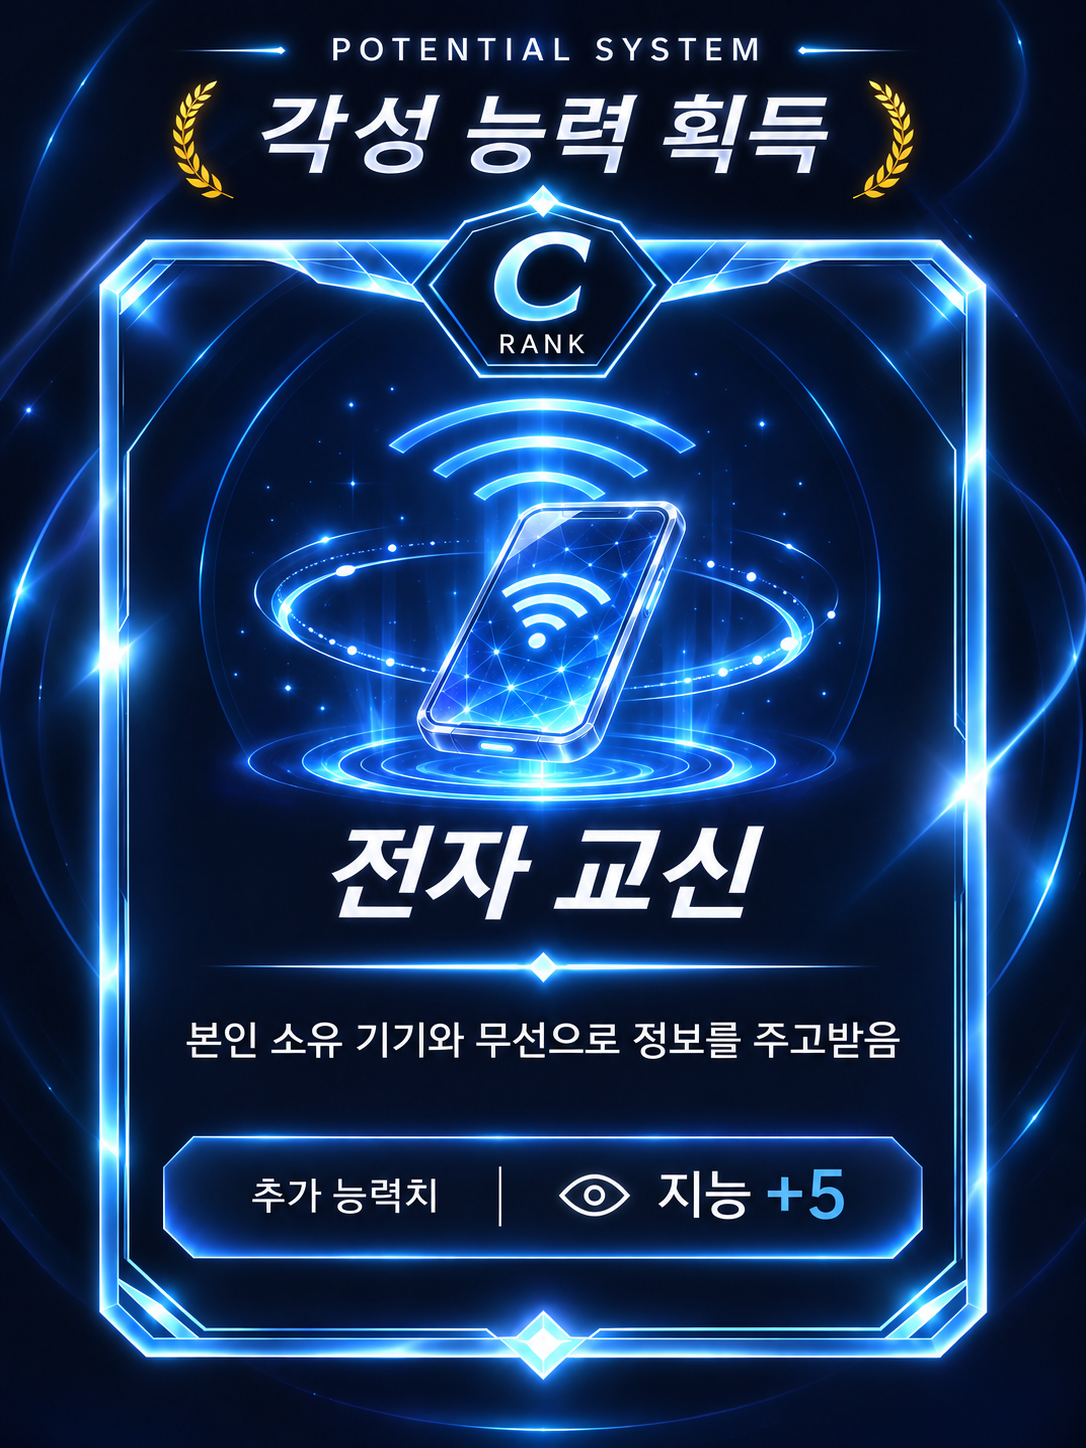 POTENTIAL SYSTEM
각성 능력 획득
C
RANK
전자 교신
본인 소유 기기와 무선으로 정보를 주고받음
추가 능력치 | 지능 +5